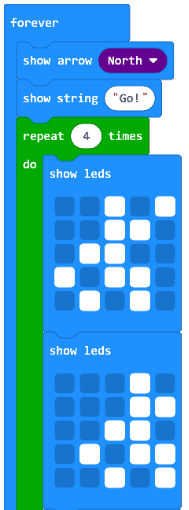 forever
show arrow North
show string "Go!"
repeat 4 times
do
show leds
show leds